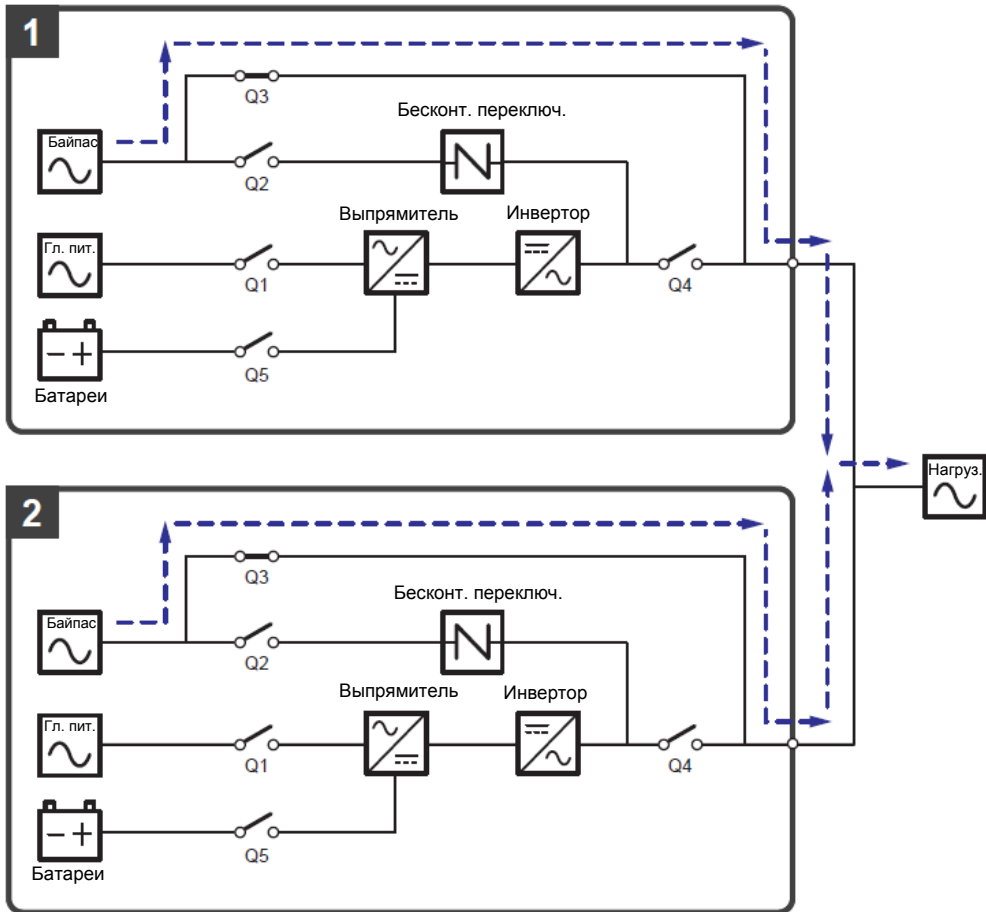 1
Q3
Бесконт. переключ.
Байпас
Q2
Выпрямитель
Инвертор
Гл. пит.
Q1
Q4
Q5
Батареи
Нагруз.
2
Q3
Бесконт. переключ.
Байпас
Q2
Выпрямитель
Инвертор
Гл. пит.
Q1
Q4
Q5
Батареи